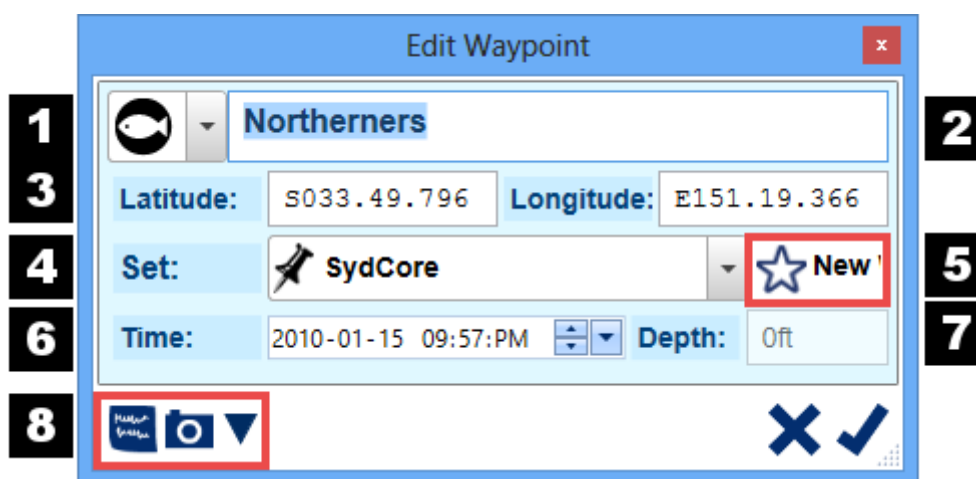 Edit Waypoint
x
1 Northerners 2
3 Latitude: S033.49.796 Longitude: E151.19.366
4 Set: SydCore New 5
6 Time: 2010-01-15 09:57:PM Depth: 0ft 7
8